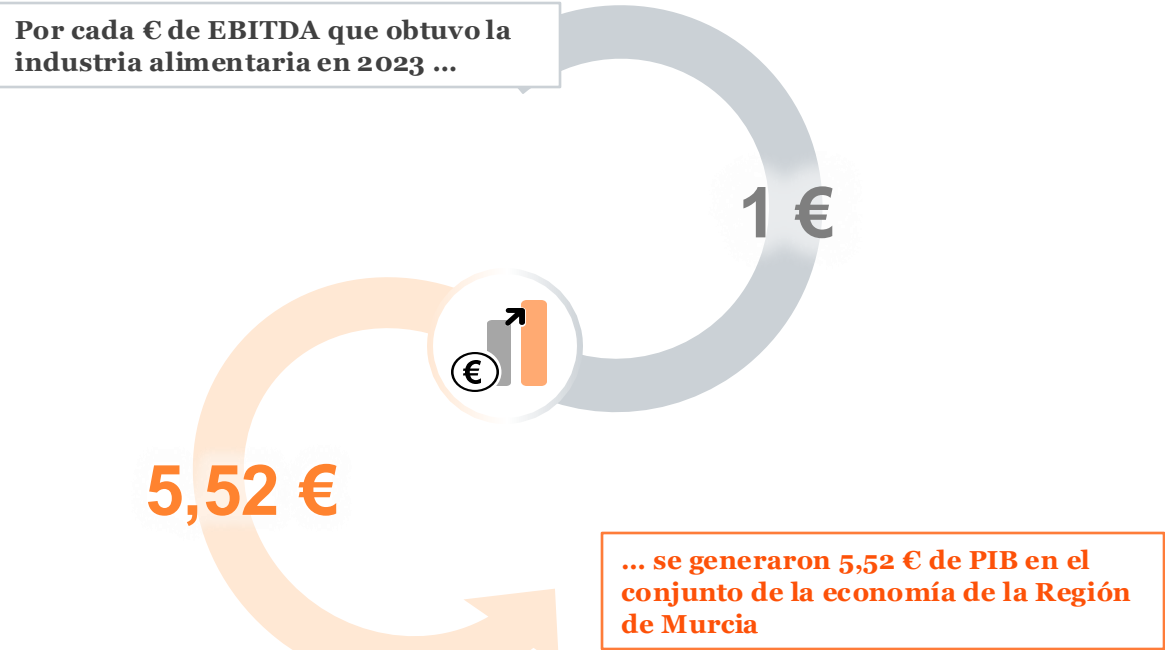 Por cada € de EBITDA que obtuvo la
industria alimentaria en 2023 ...
1 €
€
5,52 €
... se generaron 5,52 € de PIB en el
conjunto de la economía de la Región
de Murcia